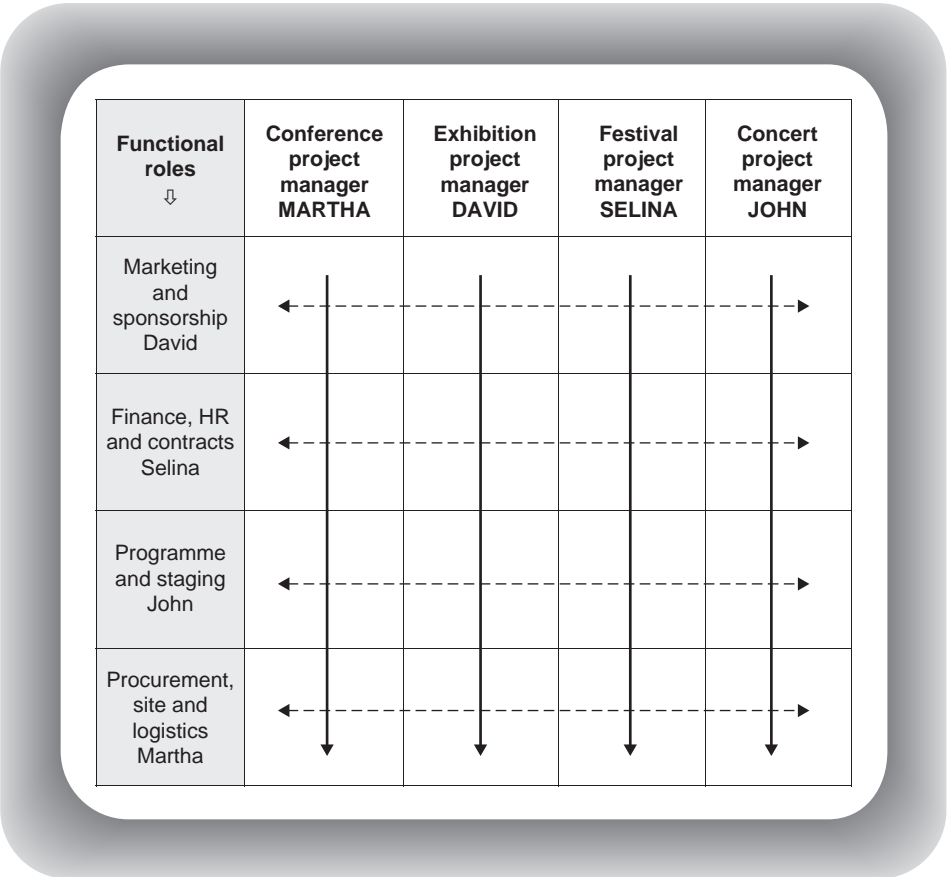 Functional
roles
⇩
Conference
project
manager
MARTHA
Exhibition
project
manager
DAVID
Festival
project
manager
SELINA
Concert
project
manager
JOHN
Marketing
and
sponsorship
David
Finance, HR
and contracts
Selina
Programme
and staging
John
Procurement,
site and
logistics
Martha